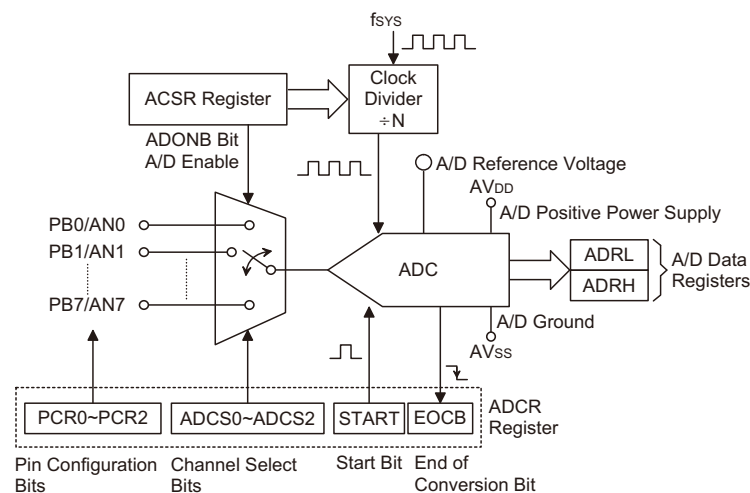 fSYS
Clock
Divider
÷N
ACSR Register
ADONB Bit
A/D Enable
A/D Reference Voltage
AVDD
A/D Positive Power Supply
PB0/AN0
PB1/AN1
PB7/AN7
ADC
ADRL
ADRH
A/D Data
Registers
A/D Ground
AVSS
PCR0~PCR2
ADCS0~ADCS2
START
EOCB
ADCR
Register
Pin Configuration
Bits
Channel Select
Bits
Start Bit
End of
Conversion Bit